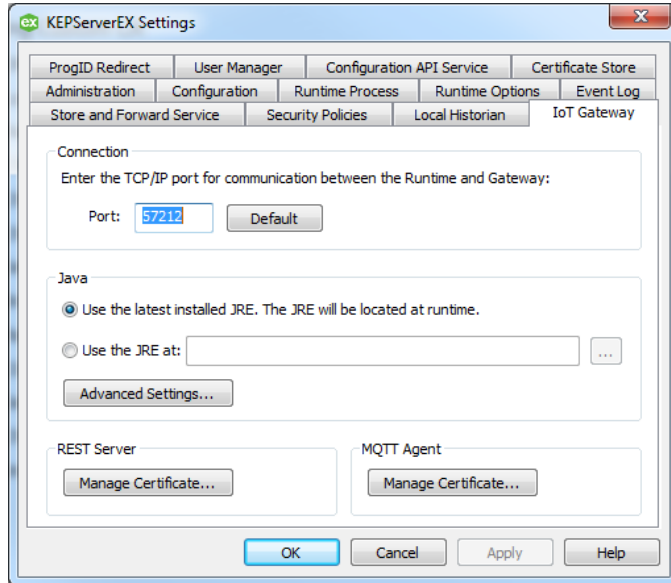 ex KEPServerEX Settings
ProgID Redirect User Manager Configuration API Service Certificate Store
Administration Configuration Runtime Process Runtime Options Event Log
Store and Forward Service Security Policies Local Historian IoT Gateway
Connection
Enter the TCP/IP port for communication between the Runtime and Gateway:
Port: 57212 Default
Java
Use the latest installed JRE. The JRE will be located at runtime.
Use the JRE at: ...
Advanced Settings...
REST Server MQTT Agent
Manage Certificate... Manage Certificate...
OK Cancel Apply Help